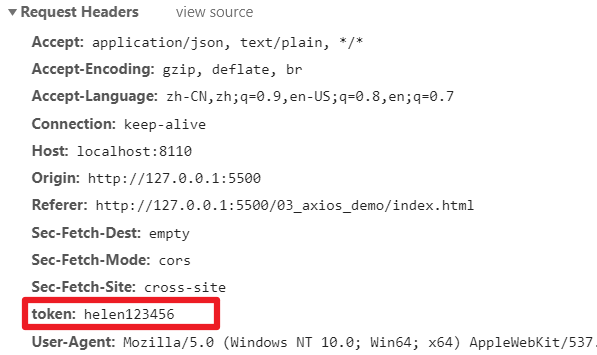 Request Headers view source
Accept: application/json, text/plain, */*
Accept-Encoding: gzip, deflate, br
Accept-Language: zh-CN,zh;q=0.9,en-US;q=0.8,en;q=0.7
Connection: keep-alive
Host: localhost:8110
Origin: http://127.0.0.1:5500
Referer: http://127.0.0.1:5500/03_axios_demo/index.html
Sec-Fetch-Dest: empty
Sec-Fetch-Mode: cors
Sec-Fetch-Site: cross-site
token: helen123456
User-Agent: Mozilla/5.0 (Windows NT 10.0; Win64; x64) AppleWebKit/537.